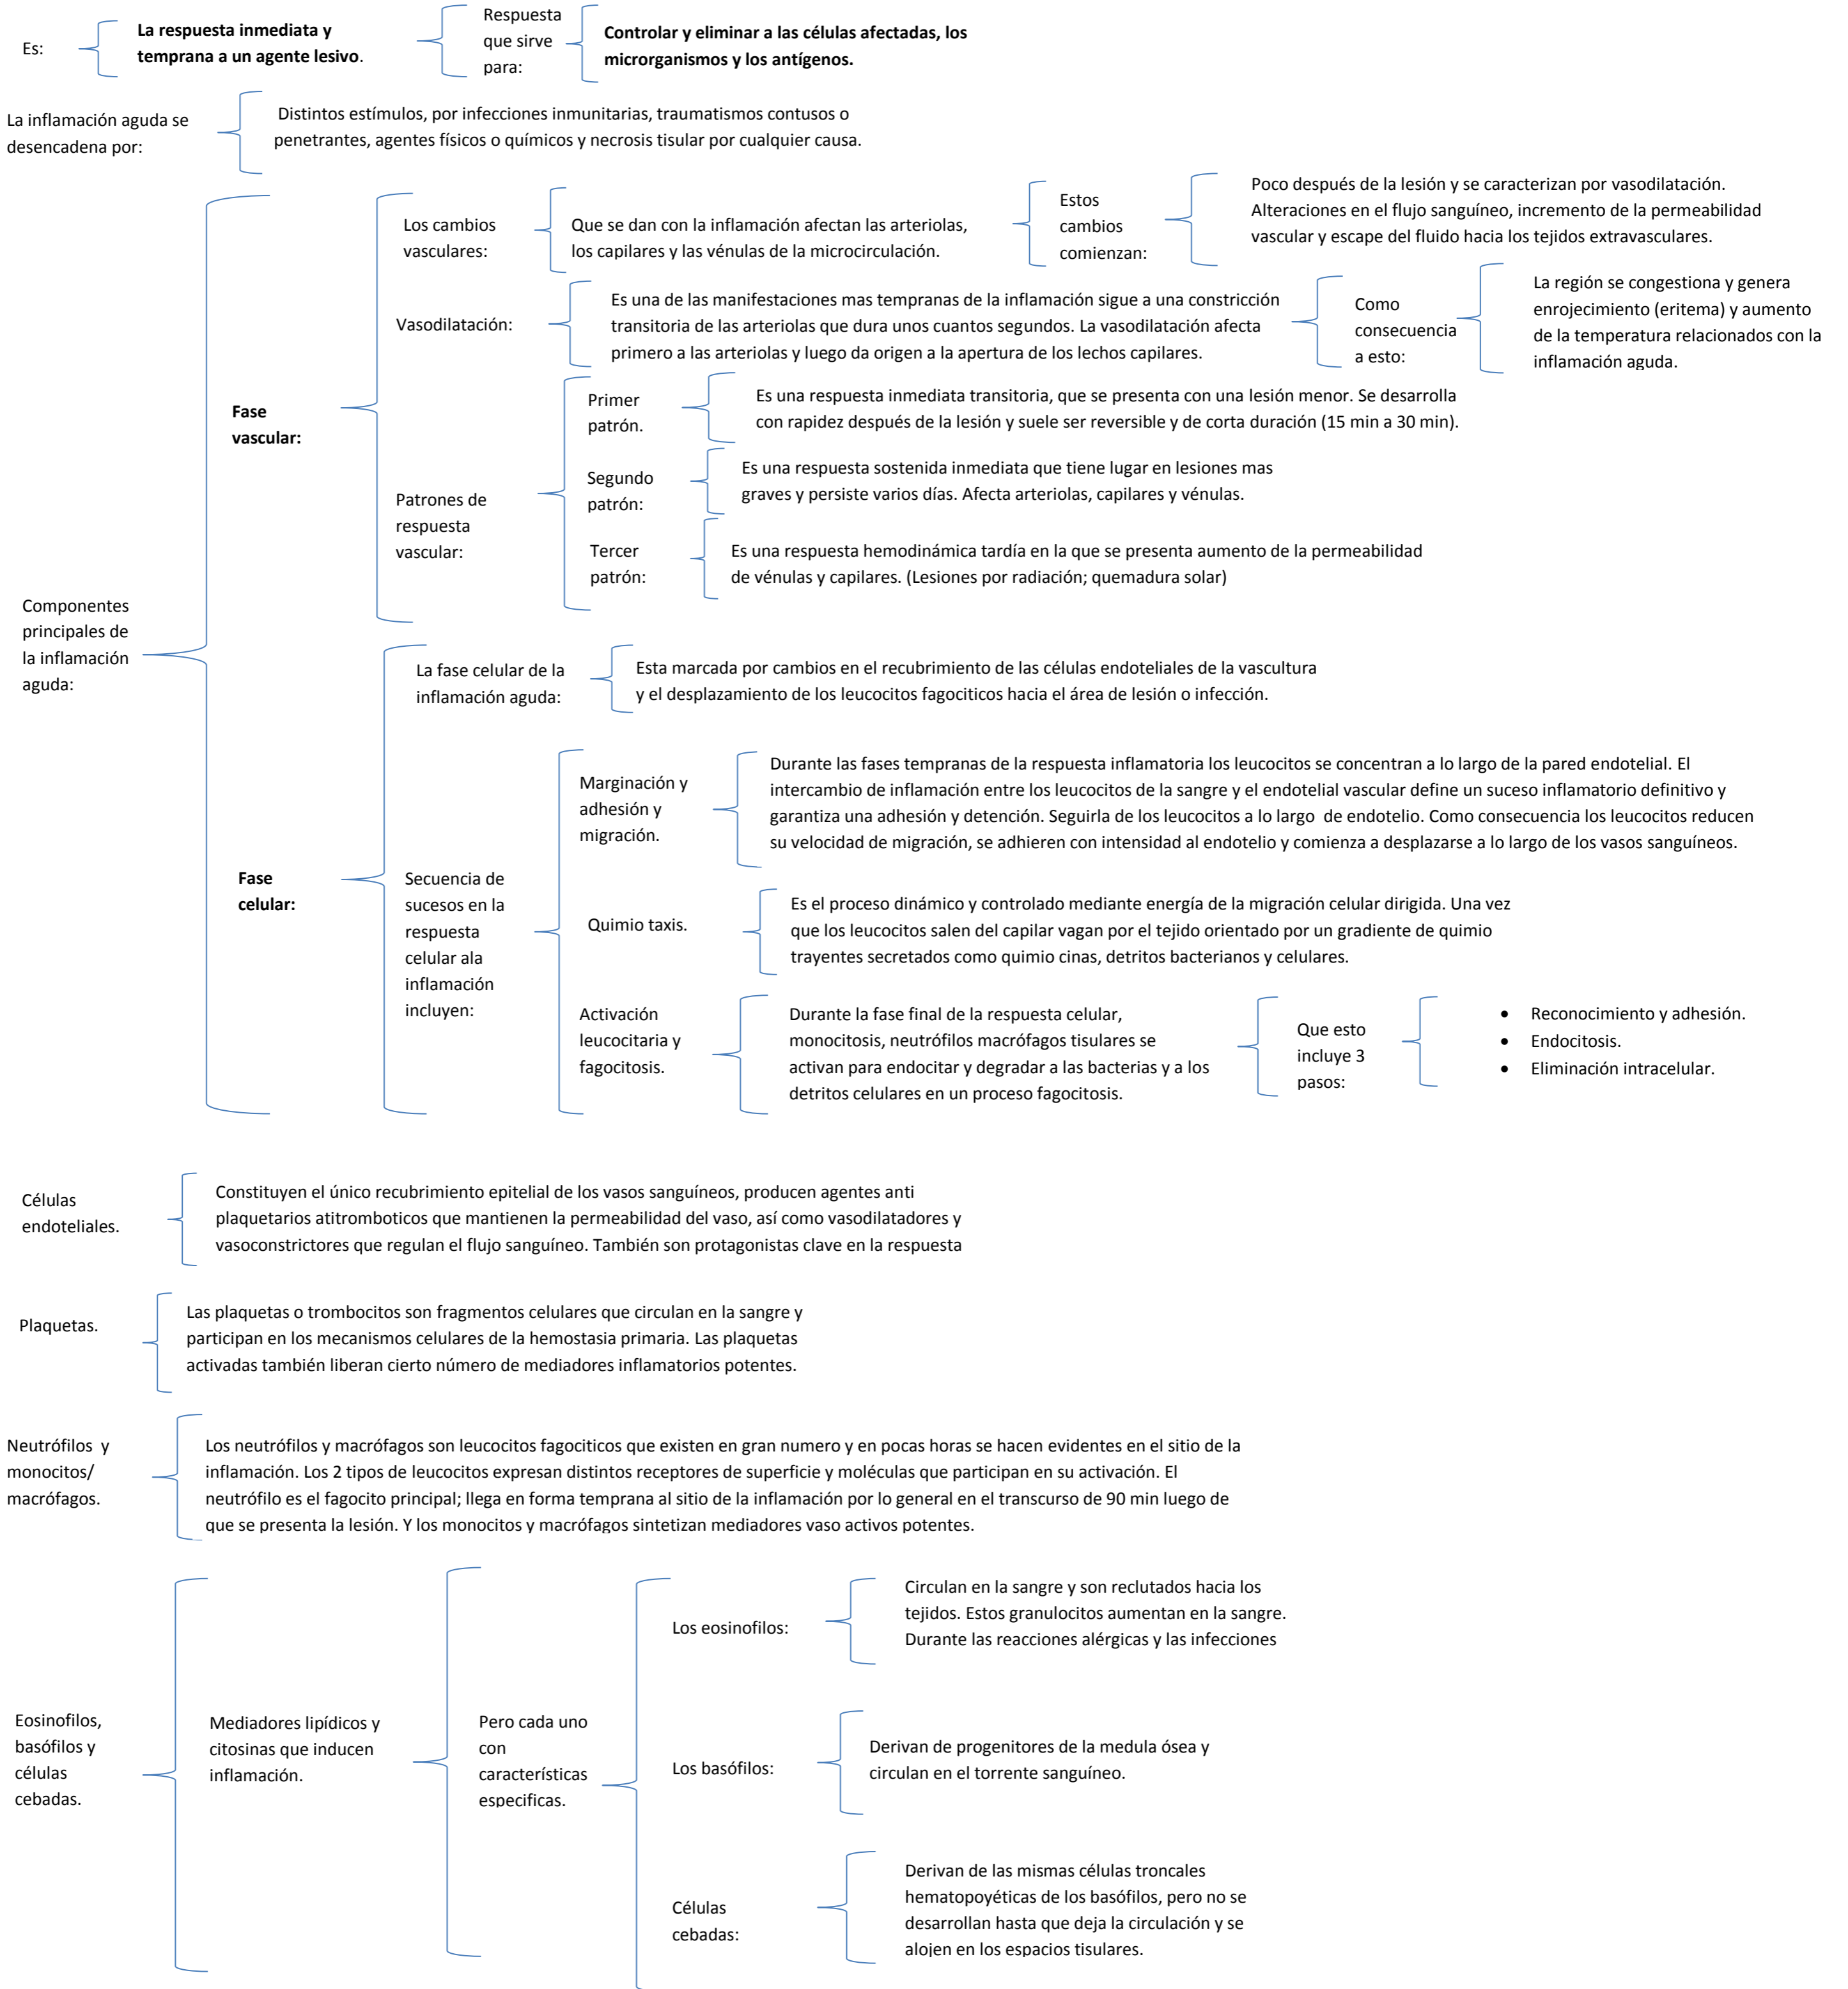 Es:
La respuesta inmediata y
temprana a un agente lesivo.
Respuesta
que sirve
para:
Controlar y eliminar a las células afectadas, los
microrganismos y los antígenos.
La inflamación aguda se
desencadena por:
Distintos estímulos, por infecciones inmunitarias, traumatismos contusos o
penetrantes, agentes físicos o químicos y necrosis tisular por cualquier causa.
Componentes
principales de
la inflamación
aguda:
Fase
vascular:
Los cambios
vasculares:
Que se dan con la inflamación afectan las arteriolas,
los capilares y las vénulas de la microcirculación.
Estos
cambios
comienzan:
Poco después de la lesión y se caracterizan por vasodilatación.
Alteraciones en el flujo sanguíneo, incremento de la permeabilidad
vascular y escape del fluido hacia los tejidos extravasculares.
Vasodilatación:
Es una de las manifestaciones mas tempranas de la inflamación sigue a una constricción
transitoria de las arteriolas que dura unos cuantos segundos. La vasodilatación afecta
primero a las arteriolas y luego da origen a la apertura de los lechos capilares.
Como
consecuencia
a esto:
La región se congestiona y genera
enrojecimiento (eritema) y aumento
de la temperatura relacionados con la
inflamación aguda.
Patrones de
respuesta
vascular:
Primer
patrón.
Es una respuesta inmediata transitoria, que se presenta con una lesión menor. Se desarrolla
con rapidez después de la lesión y suele ser reversible y de corta duración (15 min a 30 min).
Segundo
patrón:
Es una respuesta sostenida inmediata que tiene lugar en lesiones mas
graves y persiste varios días. Afecta arteriolas, capilares y vénulas.
Tercer
patrón:
Es una respuesta hemodinámica tardía en la que se presenta aumento de la permeabilidad
de vénulas y capilares. (Lesiones por radiación; quemadura solar)
Fase
celular:
La fase celular de la
inflamación aguda:
Esta marcada por cambios en el recubrimiento de las células endoteliales de la vascultura
y el desplazamiento de los leucocitos fagociticos hacia el área de lesión o infección.
Secuencia de
sucesos en la
respuesta
celular ala
inflamación
incluyen:
Marginación y
adhesión y
migración.
Durante las fases tempranas de la respuesta inflamatoria los leucocitos se concentran a lo largo de la pared endotelial. El
intercambio de inflamación entre los leucocitos de la sangre y el endotelial vascular define un suceso inflamatorio definitivo y
garantiza una adhesión y detención. Seguirla de los leucocitos a lo largo de endotelio. Como consecuencia los leucocitos reducen
su velocidad de migración, se adhieren con intensidad al endotelio y comienza a desplazarse a lo largo de los vasos sanguíneos.
Quimio taxis.
Es el proceso dinámico y controlado mediante energía de la migración celular dirigida. Una vez
que los leucocitos salen del capilar vagan por el tejido orientado por un gradiente de quimio
trayentes secretados como quimio cinas, detritos bacterianos y celulares.
Activación
leucocitaria y
fagocitosis.
Durante la fase final de la respuesta celular,
monocitosis, neutrófilos macrófagos tisulares se
activan para endocitar y degradar a las bacterias y a los
detritos celulares en un proceso fagocitosis.
Que esto
incluye 3
pasos:
• Reconocimiento y adhesión.
• Endocitosis.
• Eliminación intracelular.
Células
endoteliales.
Constituyen el único recubrimiento epitelial de los vasos sanguíneos, producen agentes anti
plaquetarios atitromboticos que mantienen la permeabilidad del vaso, así como vasodilatadores y
vasoconstrictores que regulan el flujo sanguíneo. También son protagonistas clave en la respuesta
Plaquetas.
Las plaquetas o trombocitos son fragmentos celulares que circulan en la sangre y
participan en los mecanismos celulares de la hemostasia primaria. Las plaquetas
activadas también liberan cierto número de mediadores inflamatorios potentes.
Neutrófilos y
monocitos/
macrófagos.
Los neutrófilos y macrófagos son leucocitos fagociticos que existen en gran numero y en pocas horas se hacen evidentes en el sitio de la
inflamación. Los 2 tipos de leucocitos expresan distintos receptores de superficie y moléculas que participan en su activación. El
neutrófilo es el fagocito principal; llega en forma temprana al sitio de la inflamación por lo general en el transcurso de 90 min luego de
que se presenta la lesión. Y los monocitos y macrófagos sintetizan mediadores vaso activos potentes.
Eosinofilos,
basófilos y
células
cebadas.
Mediadores lipídicos y
citosinas que inducen
inflamación.
Pero cada uno
con
características
especificas.
Los eosinofilos:
Circulan en la sangre y son reclutados hacia los
tejidos. Estos granulocitos aumentan en la sangre.
Durante las reacciones alérgicas y las infecciones
Los basófilos:
Derivan de progenitores de la medula ósea y
circulan en el torrente sanguíneo.
Células
cebadas:
Derivan de las mismas células troncales
hematopoyéticas de los basófilos, pero no se
desarrollan hasta que deja la circulación y se
alojen en los espacios tisulares.